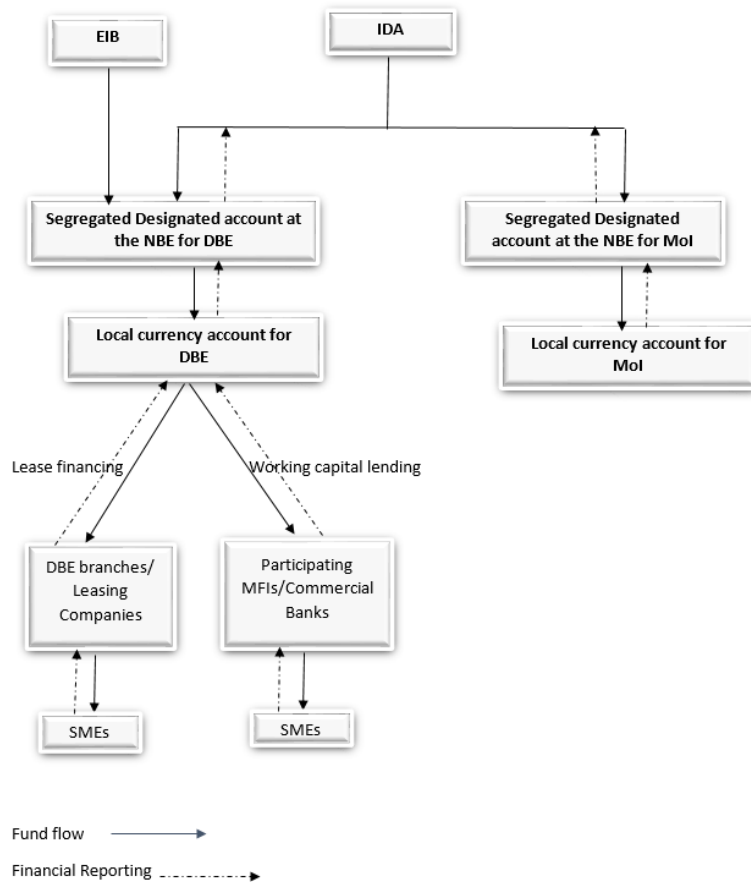 EIB
IDA
Segregated Designated account at
the NBE for DBE
Segregated Designated
account at the NBE for MoI
Local currency account for
DBE
Local currency account for
MoI
Lease financing
Working capital lending
DBE branches/
Leasing
Companies
Participating
MFIs/Commercial
Banks
SMEs
SMEs
Fund flow
Financial Reporting